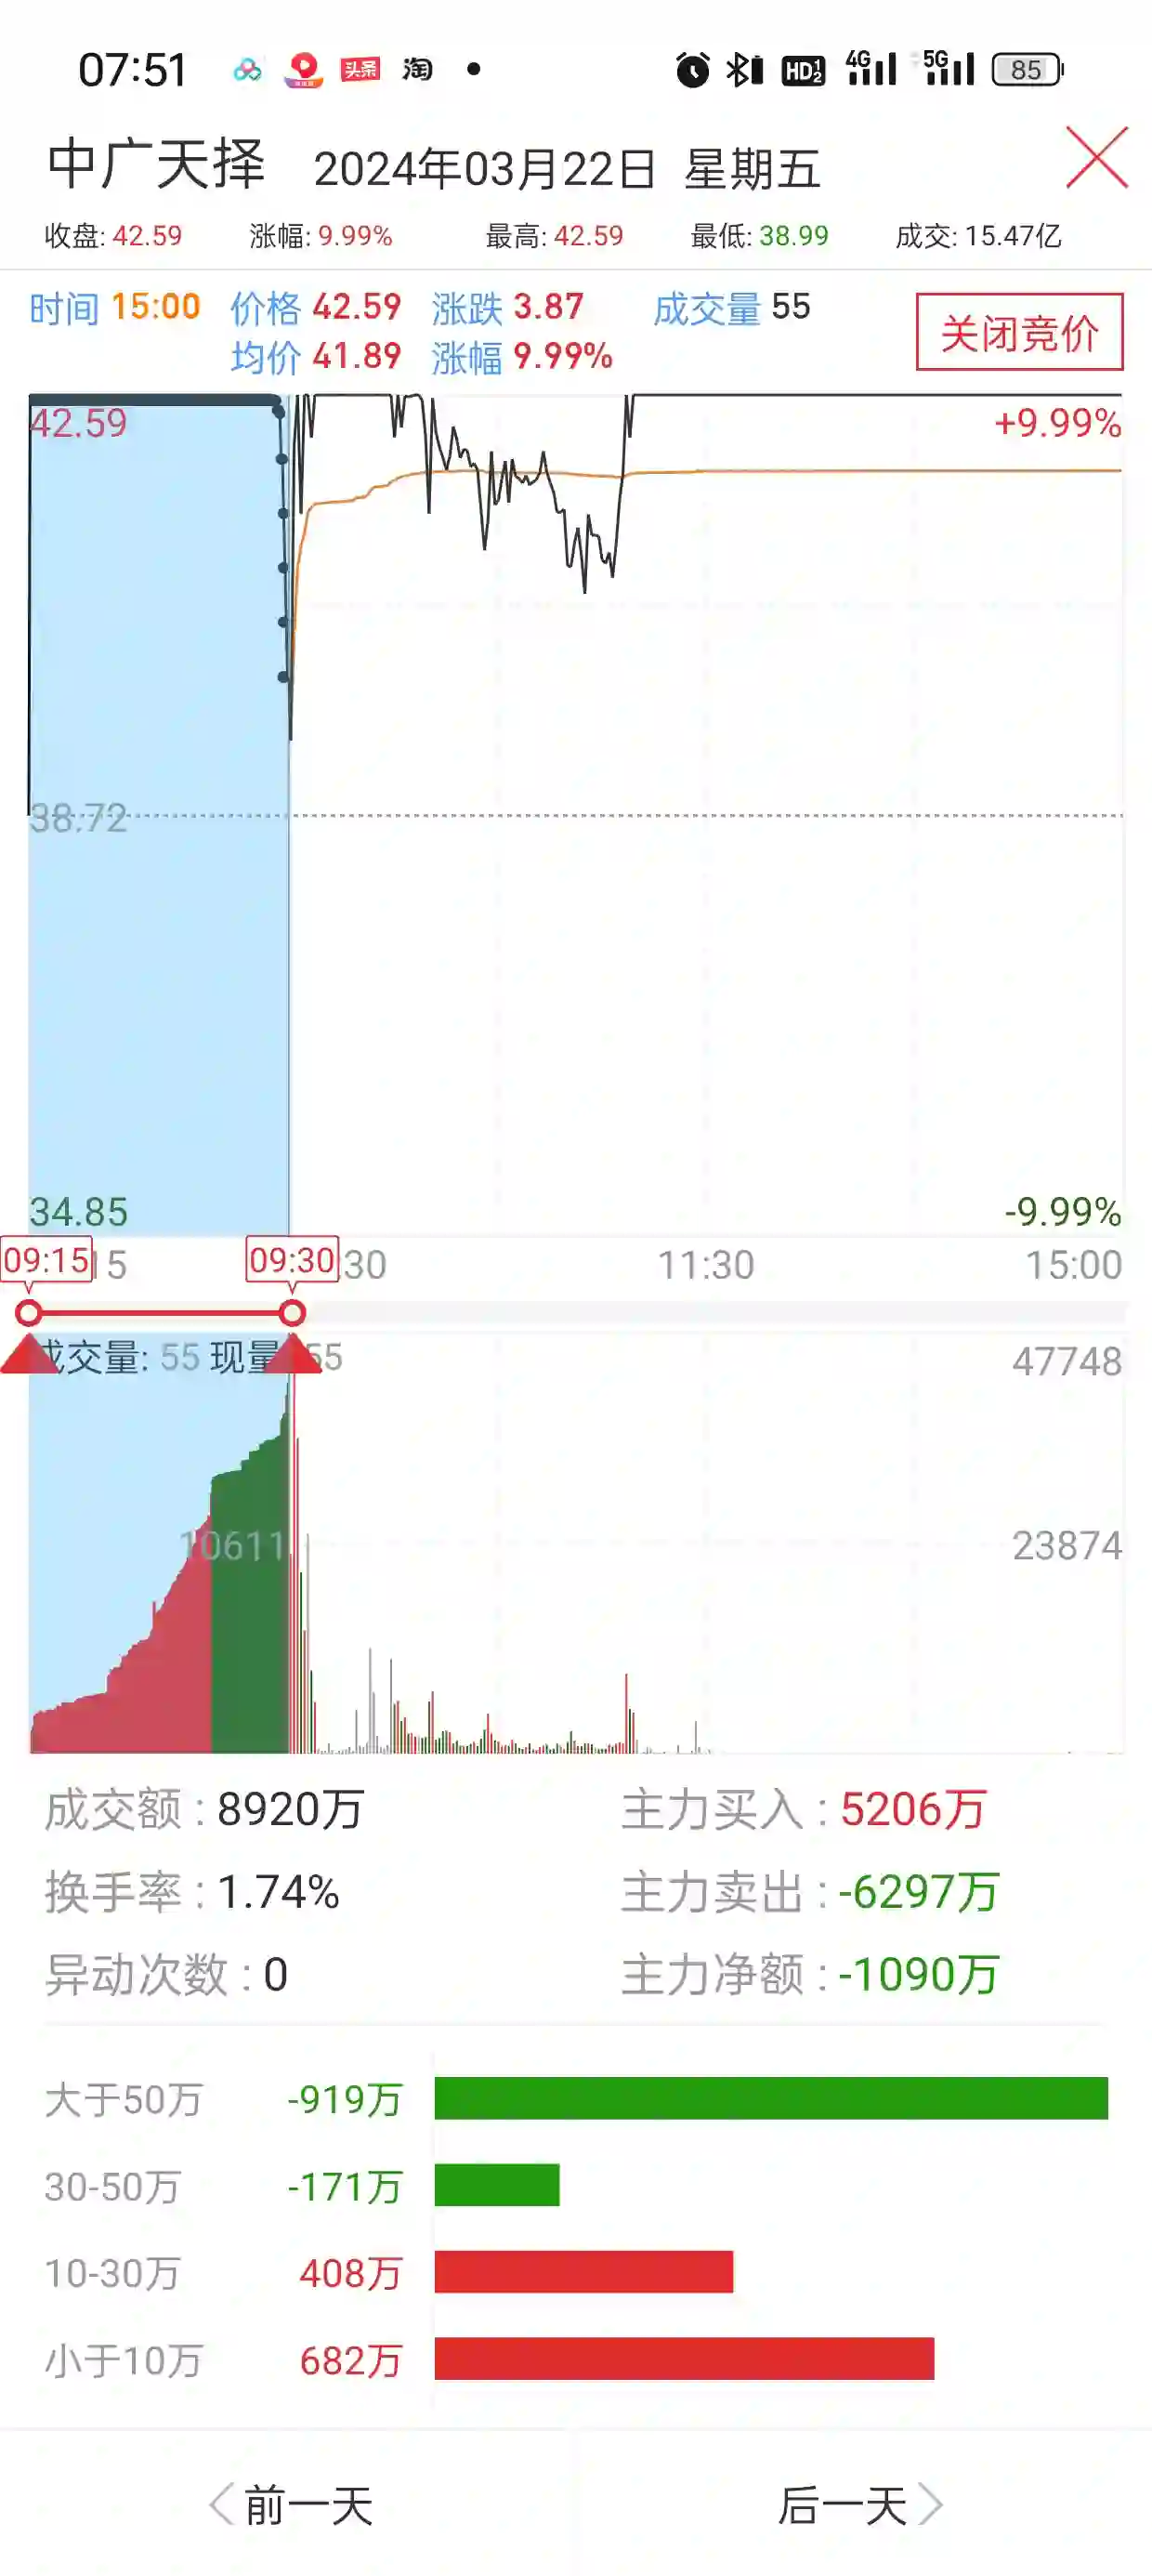 07:51 头条 淘 HD 1 2 4G 5G 85
中广天择 2024年03月22日 星期五
收盘: 42.59 涨幅: 9.99% 最高: 42.59 最低: 38.99 成交: 15.47亿
时间 15:00 价格 42.59 涨跌 3.87 成交量 55
均价 41.89 涨幅 9.99%
关闭竞价
42.59 +9.99%
38.72
34.85 -9.99%
09:15 09:30 11:30 15:00
成交量: 55 现量
47748
10611 23874
成交额 : 8920万 主力买入 : 5206万
换手率 : 1.74% 主力卖出 : -6297万
异动次数 : 0 主力净额 : -1090万
大于50万 -919万
30-50万 -171万
10-30万 408万
小于10万 682万
前一天 后一天